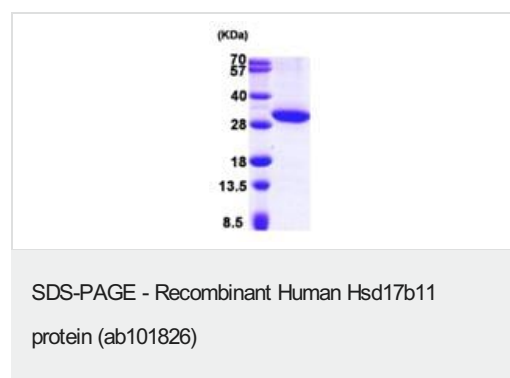 (KDa)
70
57
40
28
18
13.5
8.5
SDS-PAGE - Recombinant Human Hsd17b11
protein (ab101826)